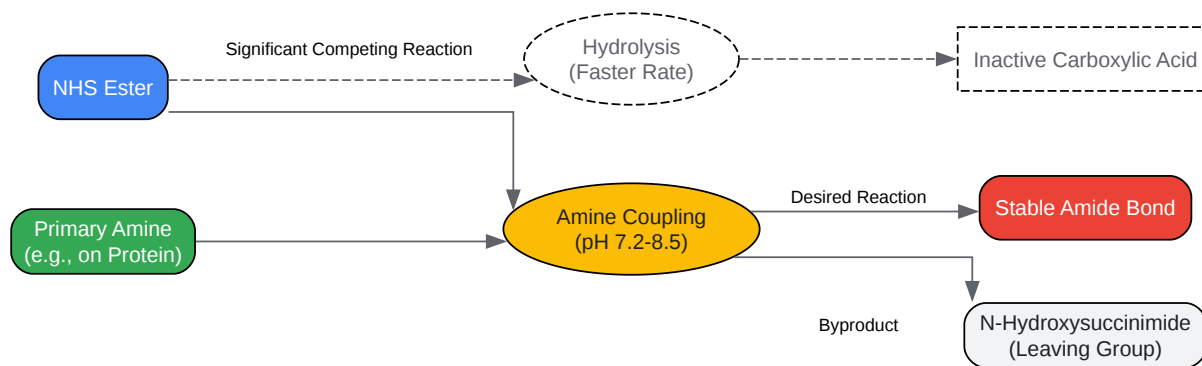 Significant Competing Reaction
Hydrolysis
(Faster Rate)
Inactive Carboxylic Acid
NHS Ester
Primary Amine
(e.g., on Protein)
Amine Coupling
(pH 7.2-8.5)
Desired Reaction
Stable Amide Bond
Byproduct
N-Hydroxysuccinimide
(Leaving Group)